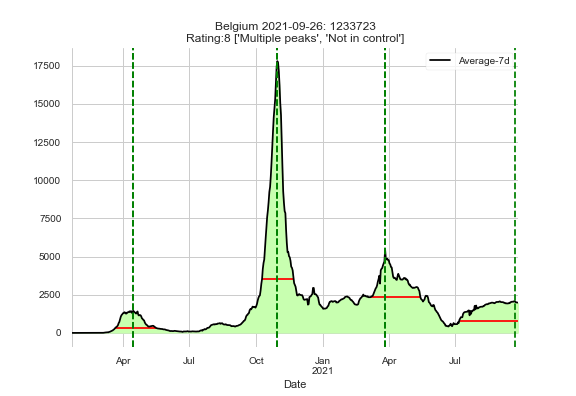 Belgium 2021-09-26: 1233723
Rating:8 ['Multiple peaks', 'Not in control']
Average-7d
17500
15000
12500
10000
7500
5000
2500
0
Apr Jul Oct Jan Apr Jul
2021
Date